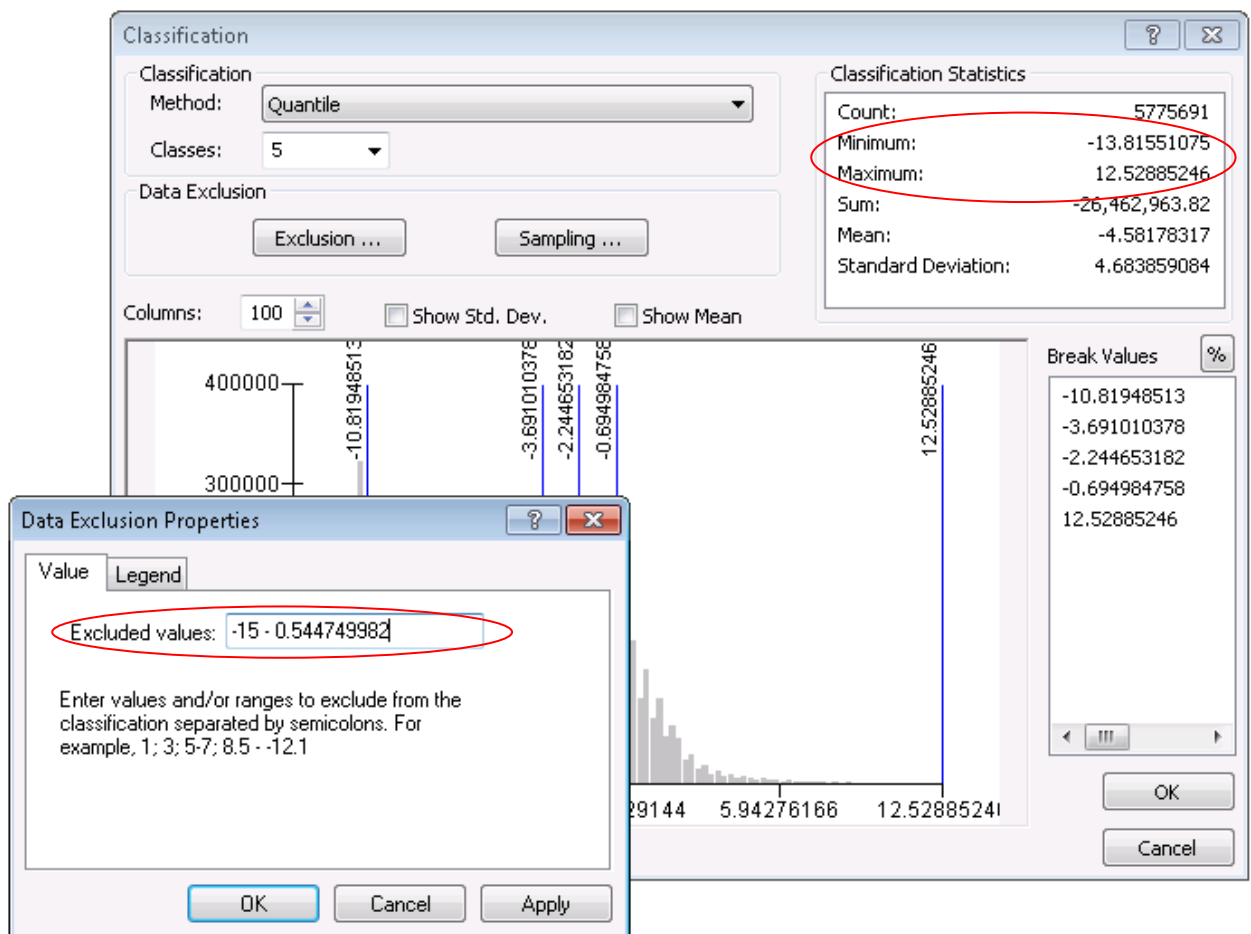 Classification
Classification
Method: Quantile
Classes: 5
Data Exclusion
Exclusion ... Sampling ...
Classification Statistics
Count: 5775691
Minimum: -13.81551075
Maximum: 12.52885246
Sum: -26,462,963.82
Mean: -4.58178317
Standard Deviation: 4.683859084
Columns: 100 Show Std. Dev. Show Mean
Break Values %
-10.81948513
-3.691010378
-2.244653182
-0.694984758
12.52885246
-10.81948513
-3.691010378
-2.244653182
-0.694984758
12.52885246
400000
300000
29144 5.94276166 12.52885246
OK
Cancel
Data Exclusion Properties
Value Legend
Excluded values: -15 - 0.544749982
Enter values and/or ranges to exclude from the
classification separated by semicolons. For
example, 1; 3; 5-7; 8.5 - -12.1
OK Cancel Apply